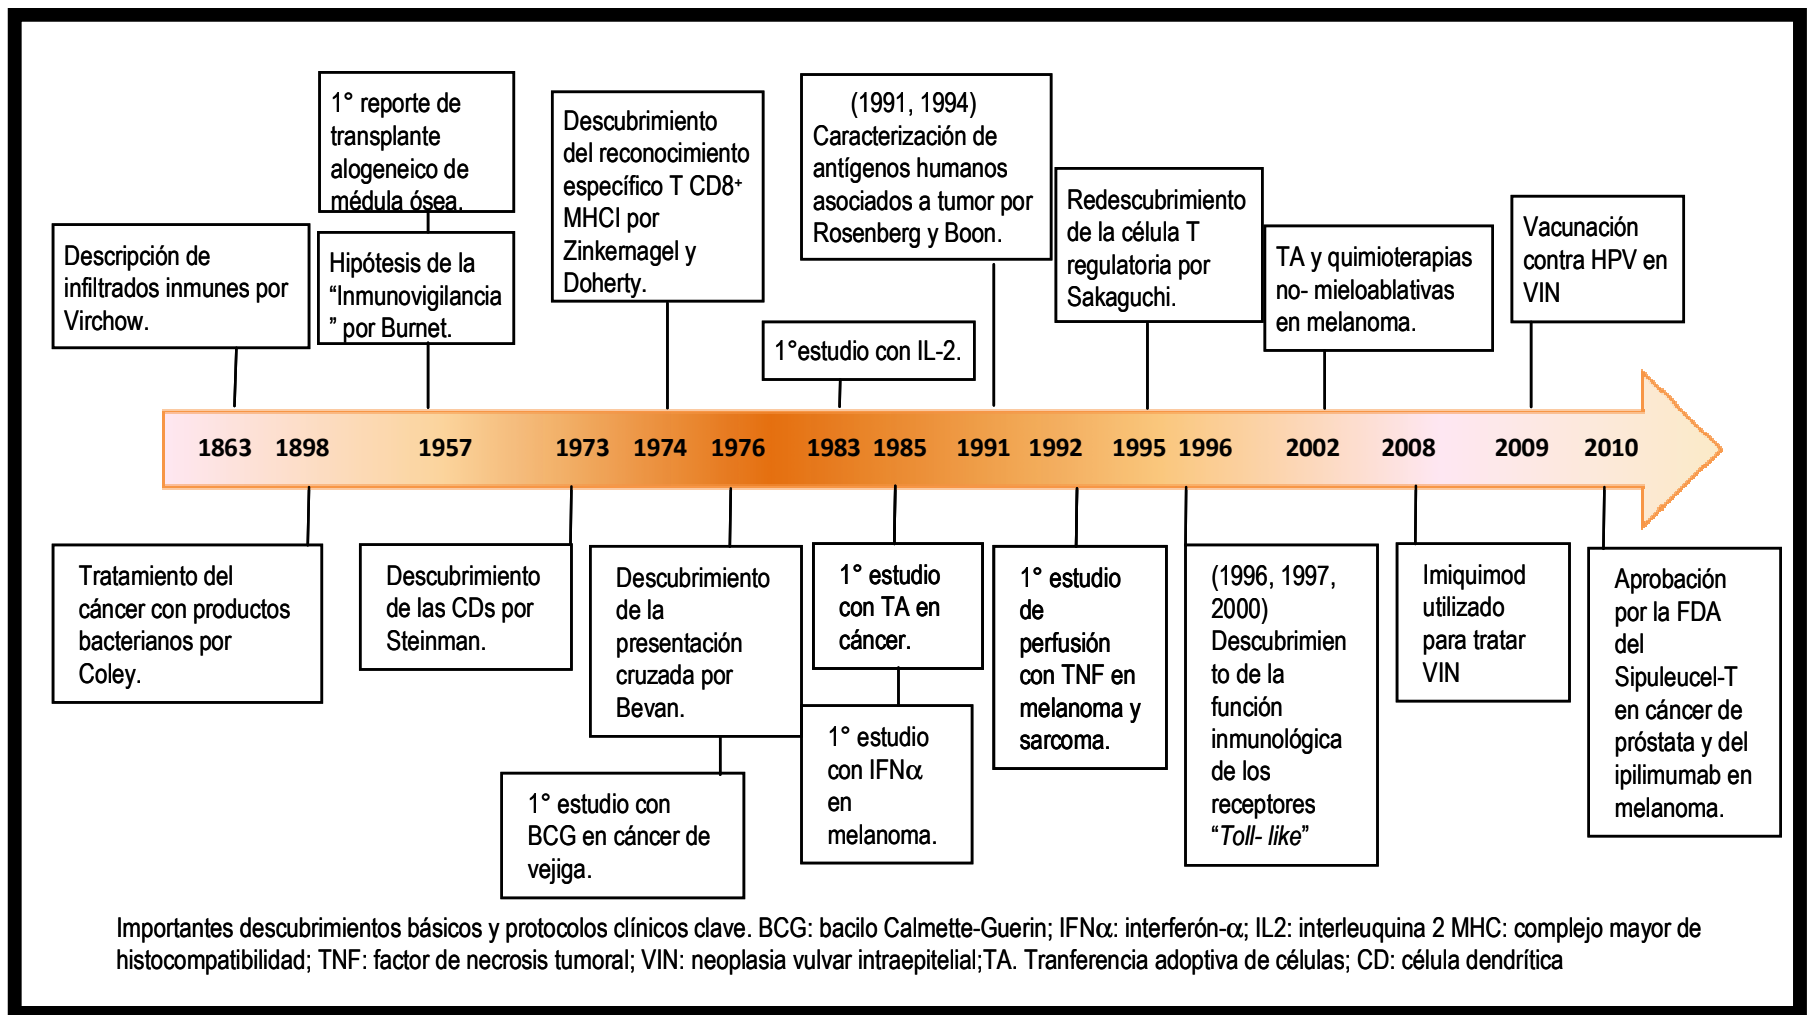 1° reporte de
transplante
alogeneico de
médula ósea.
Descubrimiento
del reconocimiento
específico T CD8⁺
MHCI por
Zinkernagel y
Doherty.
(1991, 1994)
Caracterización de
antígenos humanos
asociados a tumor por
Rosenberg y Boon.
Redescubrimiento
de la célula T
regulatoria por
Sakaguchi.
Vacunación
contra HPV en
VIN
Descripción de
infiltrados inmunes por
Virchow.
Hipótesis de la
“Inmunovigilancia
” por Burnet.
TA y quimioterapias
no- mieloablativas
en melanoma.
1°estudio con IL-2.
1863 1898 1957 1973 1974 1976 1983 1985 1991 1992 1995 1996 2002 2008 2009 2010
Tratamiento del
cáncer con productos
bacterianos por
Coley.
Descubrimiento
de las CDs por
Steinman.
Descubrimiento
de la
presentación
cruzada por
Bevan.
1° estudio
con TA en
cáncer.
1° estudio
de
perfusión
con TNF en
melanoma y
sarcoma.
(1996, 1997,
2000)
Descubrimien
to de la
función
inmunológica
de los
receptores
“Toll- like”
Imiquimod
utilizado
para tratar
VIN
Aprobación
por la FDA
del
Sipuleucel-T
en cáncer de
próstata y del
ipilimumab en
melanoma.
1° estudio con
BCG en cáncer de
vejiga.
1° estudio
con IFNα
en
melanoma.
Importantes descubrimientos básicos y protocolos clínicos clave. BCG: bacilo Calmette-Guerin; IFNα: interferón-α; IL2: interleuquina 2 MHC: complejo mayor de
histocompatibilidad; TNF: factor de necrosis tumoral; VIN: neoplasia vulvar intraepitelial;TA. Tranferencia adoptiva de células; CD: célula dendrítica